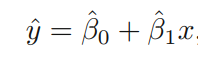 ŷ = β̂₀ + β̂₁x,